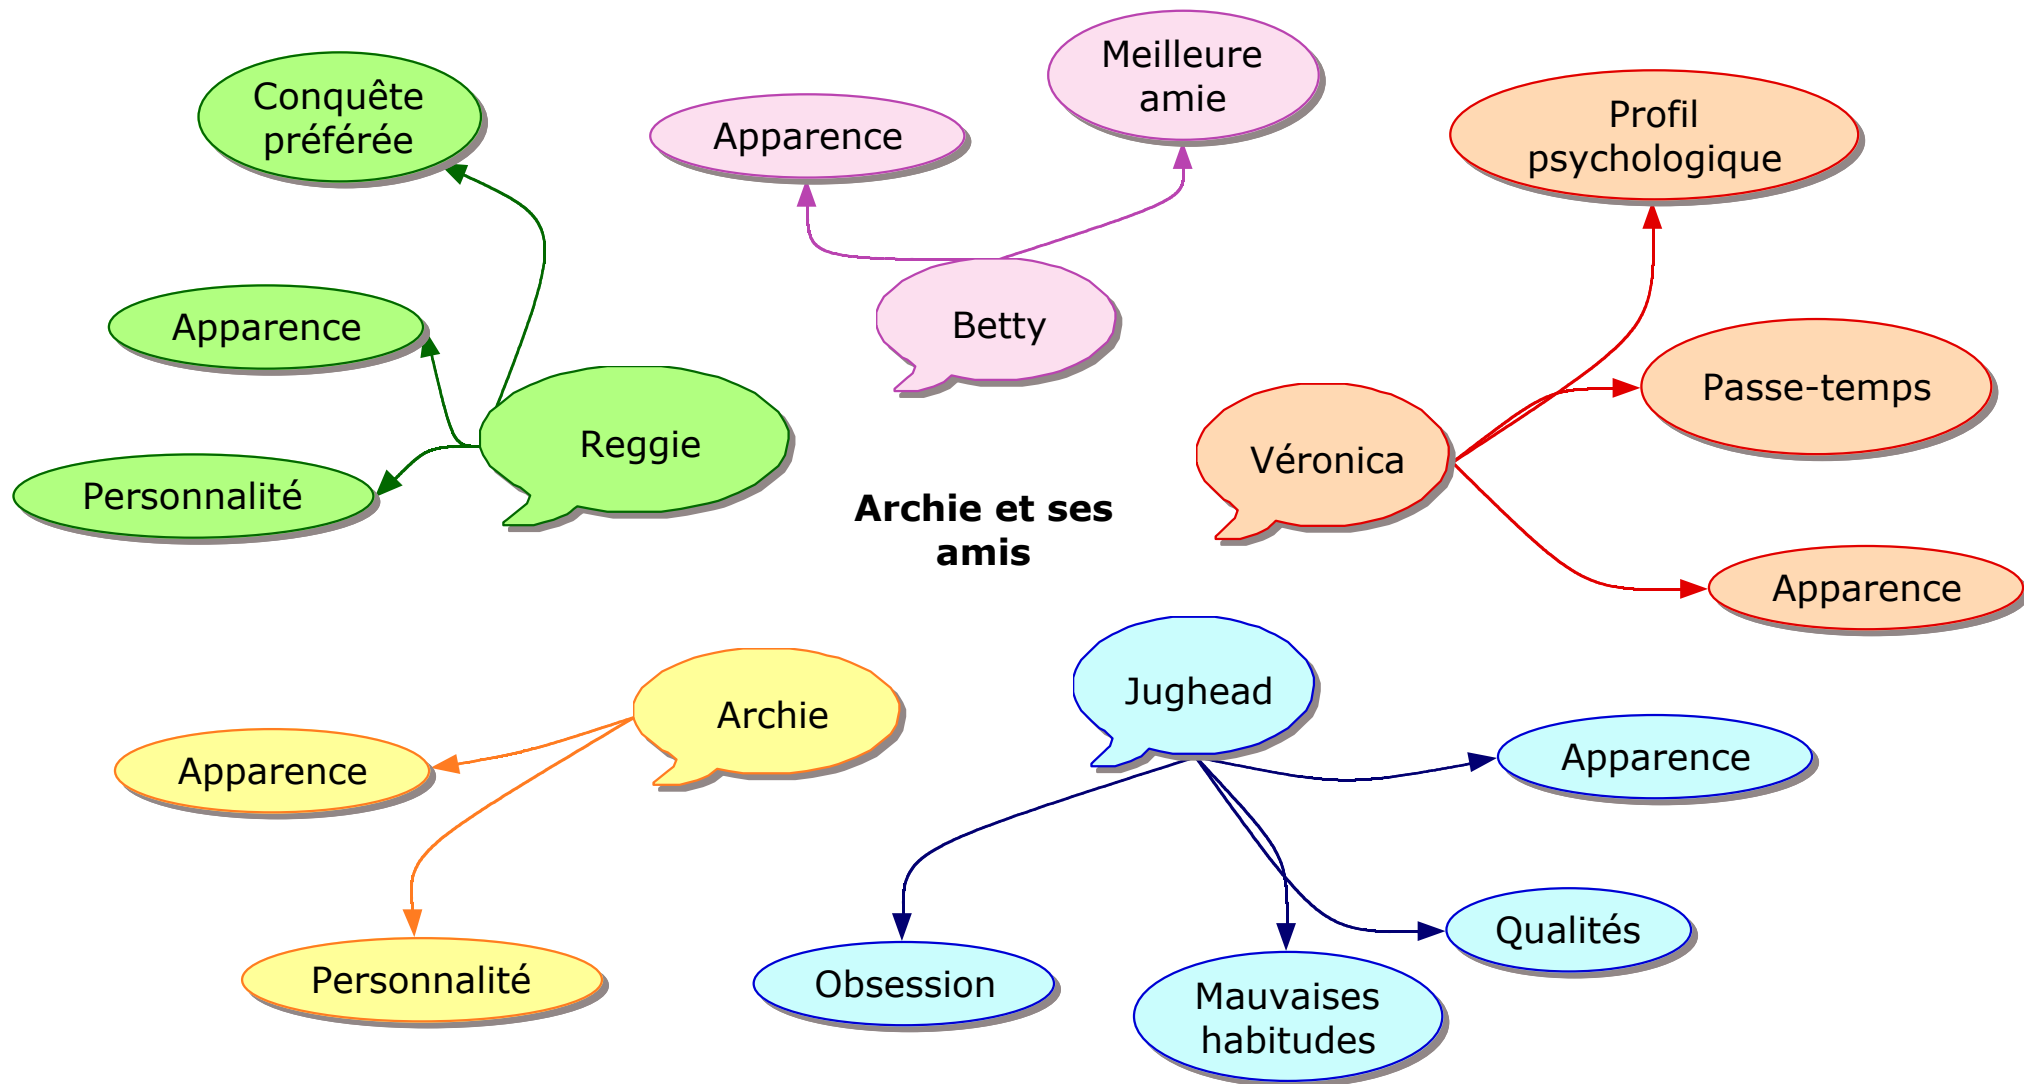 Conquête
préférée
Apparence
Personnalité
Reggie
Apparence
Meilleure
amie
Betty
Profil
psychologique
Passe-temps
Apparence
Véronica
Archie et ses
amis
Archie
Apparence
Personnalité
Jughead
Apparence
Qualités
Mauvaises
habitudes
Obsession